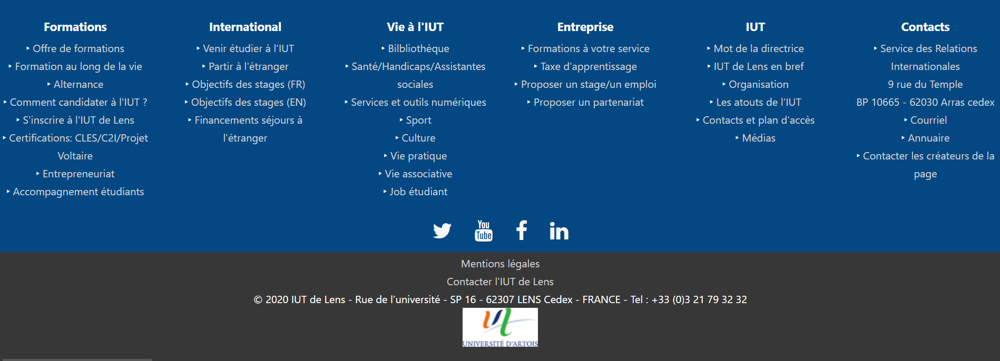 Formations
‣ Offre de formations
‣ Formation au long de la vie
‣ Alternance
‣ Comment candidater à l'IUT ?
‣ S'inscrire à l'IUT de Lens
‣ Certifications: CLES/C2I/Projet
Voltaire
‣ Entrepreneuriat
‣ Accompagnement étudiants
International
‣ Venir étudier à l'IUT
‣ Partir à l'étranger
‣ Objectifs des stages (FR)
‣ Objectifs des stages (EN)
‣ Financements séjours à
l'étranger
Vie à l'IUT
‣ Bilbliothèque
‣ Santé/Handicaps/Assistantes
sociales
‣ Services et outils numériques
‣ Sport
‣ Culture
‣ Vie pratique
‣ Vie associative
‣ Job étudiant
Entreprise
‣ Formations à votre service
‣ Taxe d'apprentissage
‣ Proposer un stage/un emploi
‣ Proposer un partenariat
IUT
‣ Mot de la directrice
‣ IUT de Lens en bref
‣ Organisation
‣ Les atouts de l'IUT
‣ Contacts et plan d'accès
‣ Médias
Contacts
‣ Service des Relations
Internationales
9 rue du Temple
BP 10665 - 62030 Arras cedex
‣ Courriel
‣ Annuaire
‣ Contacter les créateurs de la
page
You
Tube
f
in
Mentions légales
Contacter l'IUT de Lens
© 2020 IUT de Lens - Rue de l’université - SP 16 - 62307 LENS Cedex - FRANCE - Tel : +33 (0)3 21 79 32 32
UNIVERSITÉ D'ARTOIS